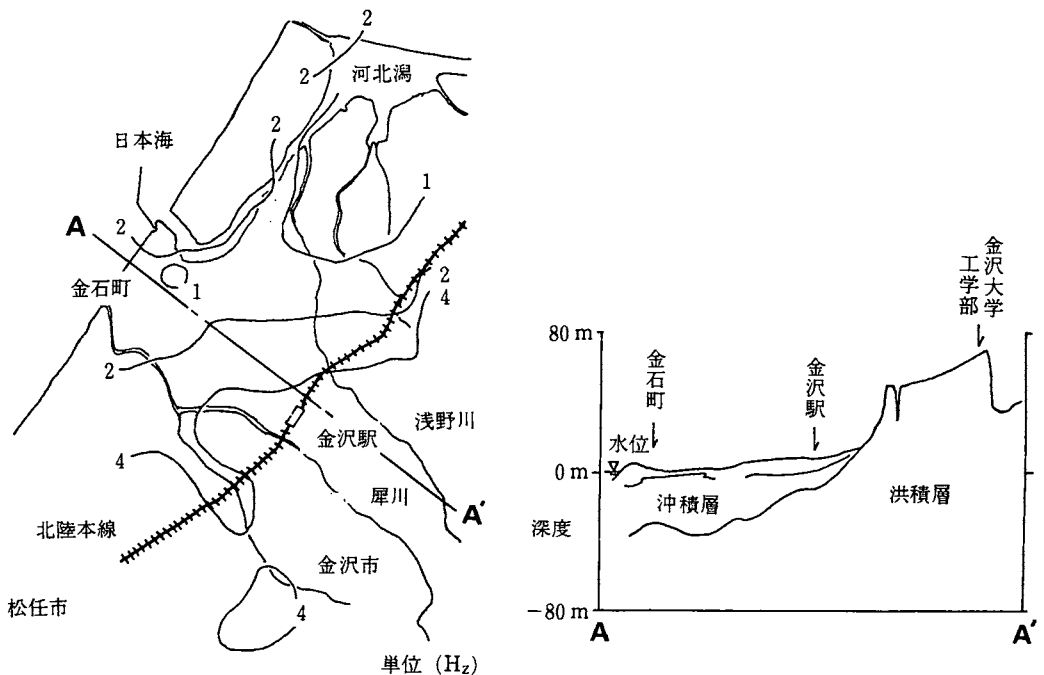 2
2
河北潟
2
日本海
1
A
2
金石町
1
2
4
2
金沢駅
浅野川
4
犀川
A'
北陸本線
金沢市
松任市
4
単位 (Hz)
金沢大学
工学部
80 m
金石町
金沢駅
水位
0 m
沖積層
洪積層
深度
−80 m
A
A'